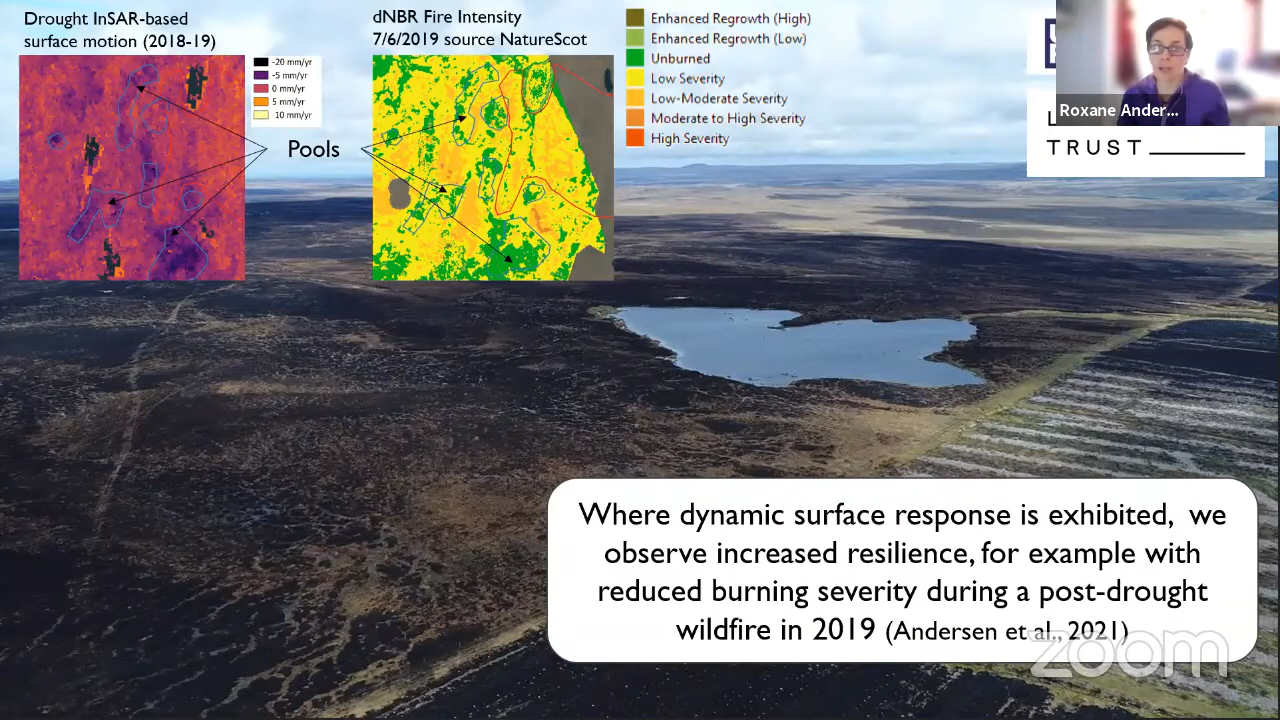 Drought InSAR-based
surface motion (2018-19)
-20 mm/yr
-5 mm/yr
0 mm/yr
5 mm/yr
10 mm/yr
Pools
dNBR Fire Intensity
7/6/2019 source NatureScot
Enhanced Regrowth (High)
Enhanced Regrowth (Low)
Unburned
Low Severity
Low-Moderate Severity
Moderate to High Severity
High Severity
Roxane Ander...
TRUST
Where dynamic surface response is exhibited, we
observe increased resilience, for example with
reduced burning severity during a post-drought
wildfire in 2019 (Andersen et al., 2021)
zoom